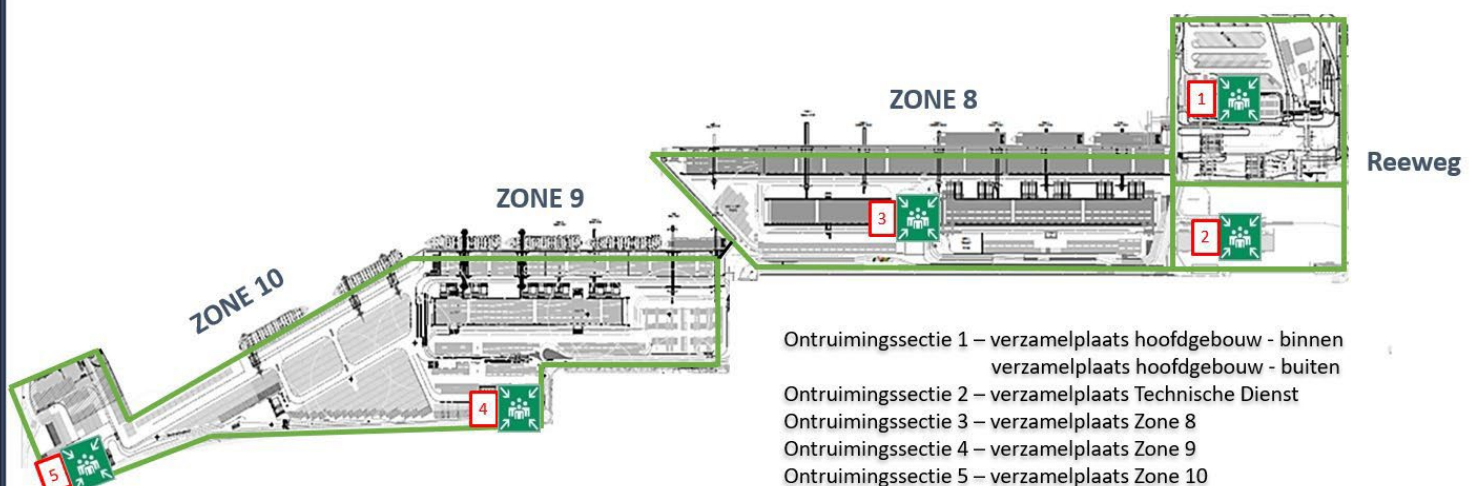 ZONE 8
1
Reeweg
ZONE 9
3
2
ZONE 10
Ontruimingssectie 1 – verzamelplaats hoofdgebouw - binnen
verzamelplaats hoofdgebouw - buiten
Ontruimingssectie 2 – verzamelplaats Technische Dienst
4
Ontruimingssectie 3 – verzamelplaats Zone 8
Ontruimingssectie 4 – verzamelplaats Zone 9
5
Ontruimingssectie 5 – verzamelplaats Zone 10